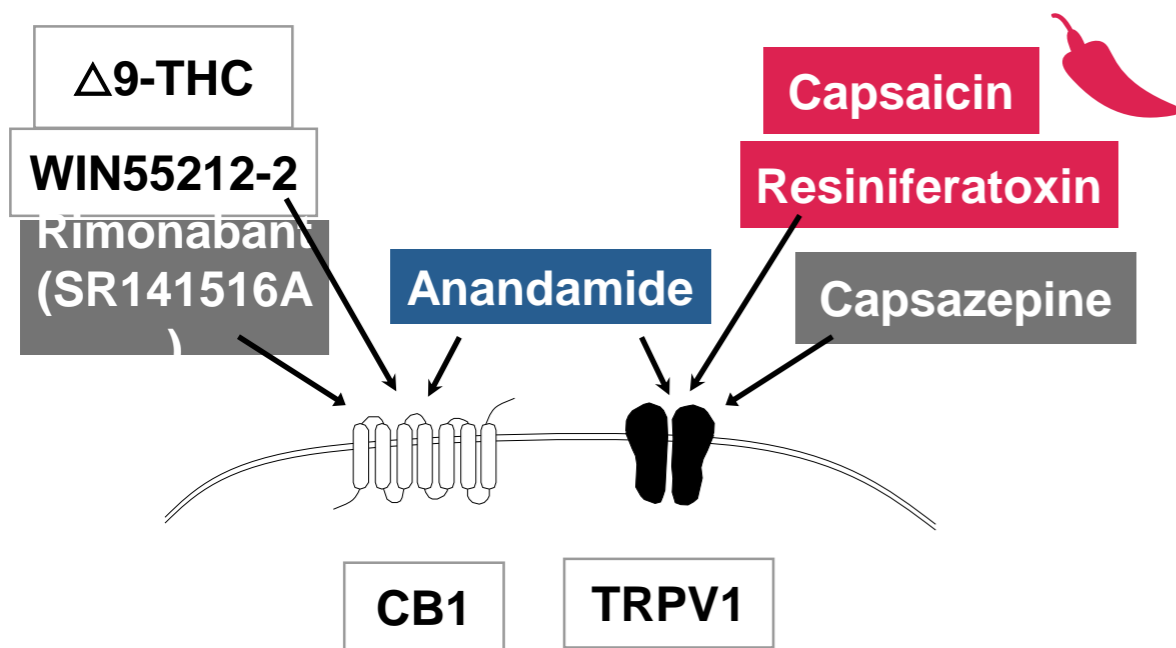 △9-THC
WIN55212-2
Rimonabant
(SR141516A
)
Anandamide
Capsaicin
Resiniferatoxin
Capsazepine
CB1
TRPV1